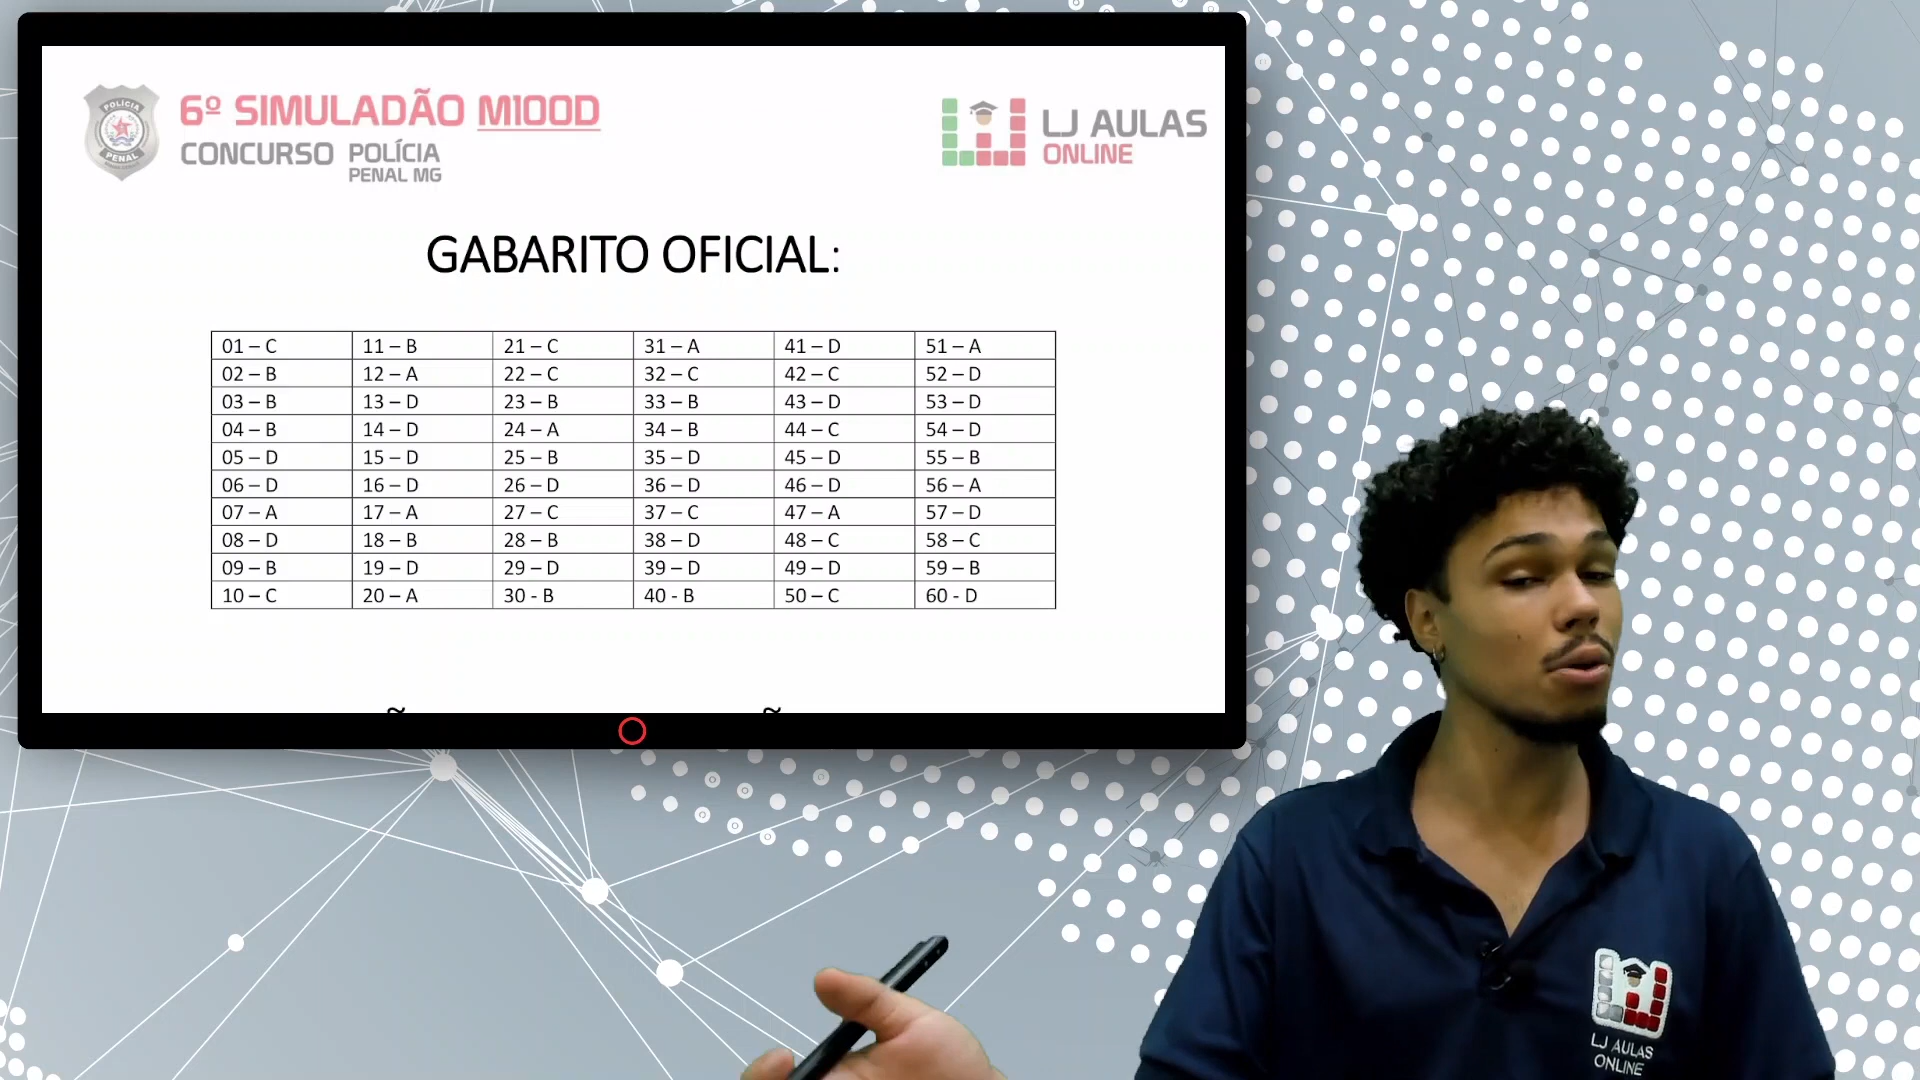 POLÍCIA
PENAL
6º SIMULADÃO M100D
CONCURSO POLÍCIA
PENAL MG
LJ AULAS
ONLINE
GABARITO OFICIAL:
01 – C 11 – B 21 – C 31 – A 41 – D 51 – A
02 – B 12 – A 22 – C 32 – C 42 – C 52 – D
03 – B 13 – D 23 – B 33 – B 43 – D 53 – D
04 – B 14 – D 24 – A 34 – B 44 – C 54 – D
05 – D 15 – D 25 – B 35 – D 45 – D 55 – B
06 – D 16 – D 26 – D 36 – D 46 – D 56 – A
07 – A 17 – A 27 – C 37 – C 47 – A 57 – D
08 – D 18 – B 28 – B 38 – D 48 – C 58 – C
09 – B 19 – D 29 – D 39 – D 49 – D 59 – B
10 – C 20 – A 30 - B 40 - B 50 – C 60 - D
LJ AULAS
ONLINE